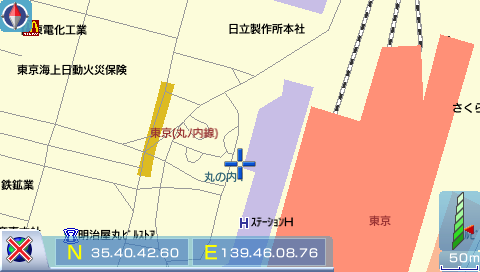 東電化工業
日立製作所本社
東京海上日動火災保険
さくら
東京(丸ﾉ内線)
丸の内
鉄鉱業
H ｽﾃｰｼｮﾝH
東京
明治屋丸ﾋﾞﾙｽﾄｱ
N 35.40.42.60 E 139.46.08.76
50m